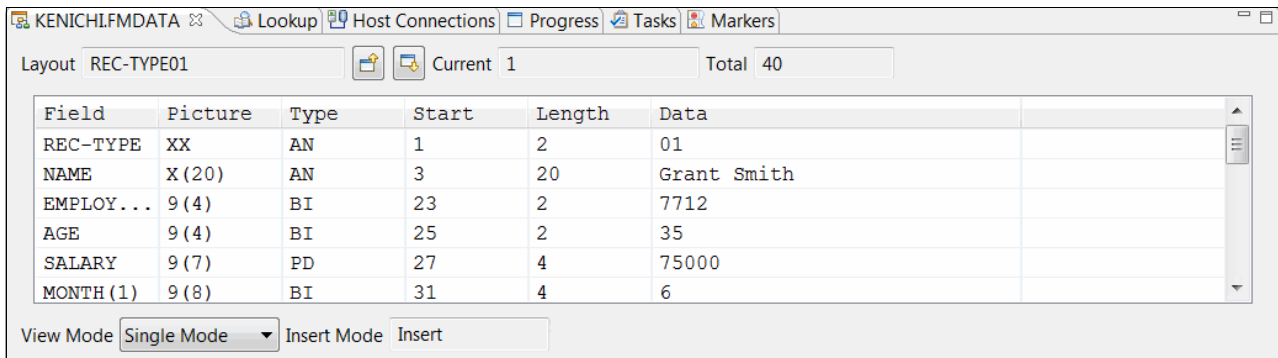 KENICHI.FMDATA Lookup Host Connections Progress Tasks Markers
Layout REC-TYPE01 Current 1 Total 40
Field Picture Type Start Length Data
REC-TYPE XX AN 1 2 01
NAME X(20) AN 3 20 Grant Smith
EMPLOY... 9(4) BI 23 2 7712
AGE 9(4) BI 25 2 35
SALARY 9(7) PD 27 4 75000
MONTH(1) 9(8) BI 31 4 6
View Mode Single Mode Insert Mode Insert